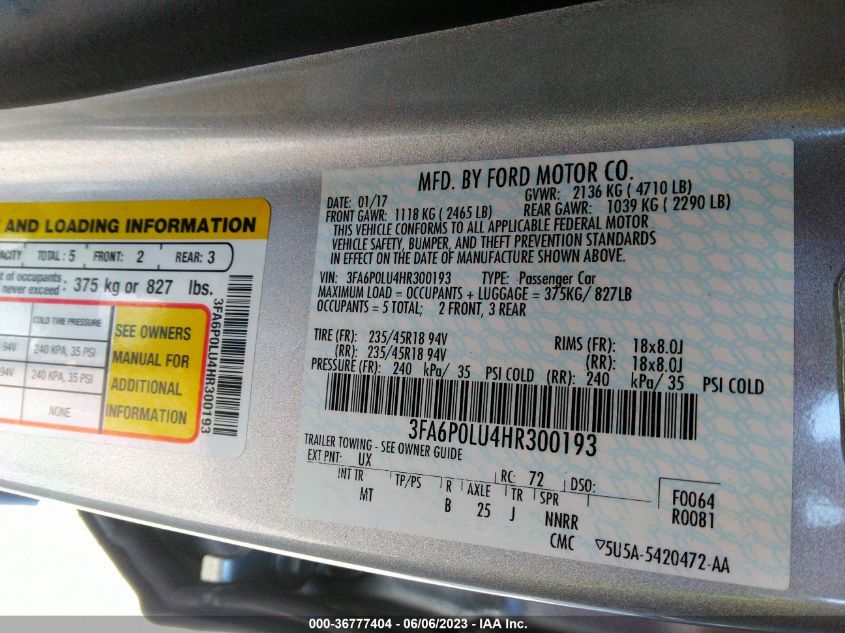 AND LOADING INFORMATION
TOTAL: 5 FRONT: 2 REAR: 3
of occupants
never exceed: 375 kg or 827 lbs.
COLD TIRE PRESSURE
94V 240 KPA, 35 PSI
240 KPA, 35 PSI
NONE
SEE OWNERS
MANUAL FOR
ADDITIONAL
INFORMATION
3FA6P0LU4HR300193
MFD. BY FORD MOTOR CO.
DATE: 01/17 GVWR: 2136 KG ( 4710 LB)
FRONT GAWR: 1118 KG ( 2465 LB) REAR GAWR: 1039 KG ( 2290 LB)
THIS VEHICLE CONFORMS TO ALL APPLICABLE FEDERAL MOTOR
VEHICLE SAFETY, BUMPER, AND THEFT PREVENTION STANDARDS
IN EFFECT ON THE DATE OF MANUFACTURE SHOWN ABOVE.
VIN: 3FA6P0LU4HR300193 TYPE: Passenger Car
MAXIMUM LOAD = OCCUPANTS + LUGGAGE = 375KG/ 827LB
OCCUPANTS = 5 TOTAL; 2 FRONT, 3 REAR
TIRE (FR): 235/45R18 94V RIMS (FR): 18x8.0J
(RR): 235/45R18 94V (RR): 18x8.0J
PRESSURE (FR): 240 kPa/ 35 PSI COLD (RR): 240 kPa/ 35 PSI COLD
3FA6P0LU4HR300193
TRAILER TOWING - SEE OWNER GUIDE
EXT PNT: UX RC: 72 DSO: F0064
INT TR TP/PS R AXLE TR SPR R0081
MT B 25 J NNRR
CMC ▽5U5A-5420472-AA
000-36777404 - 06/06/2023 - IAA Inc.